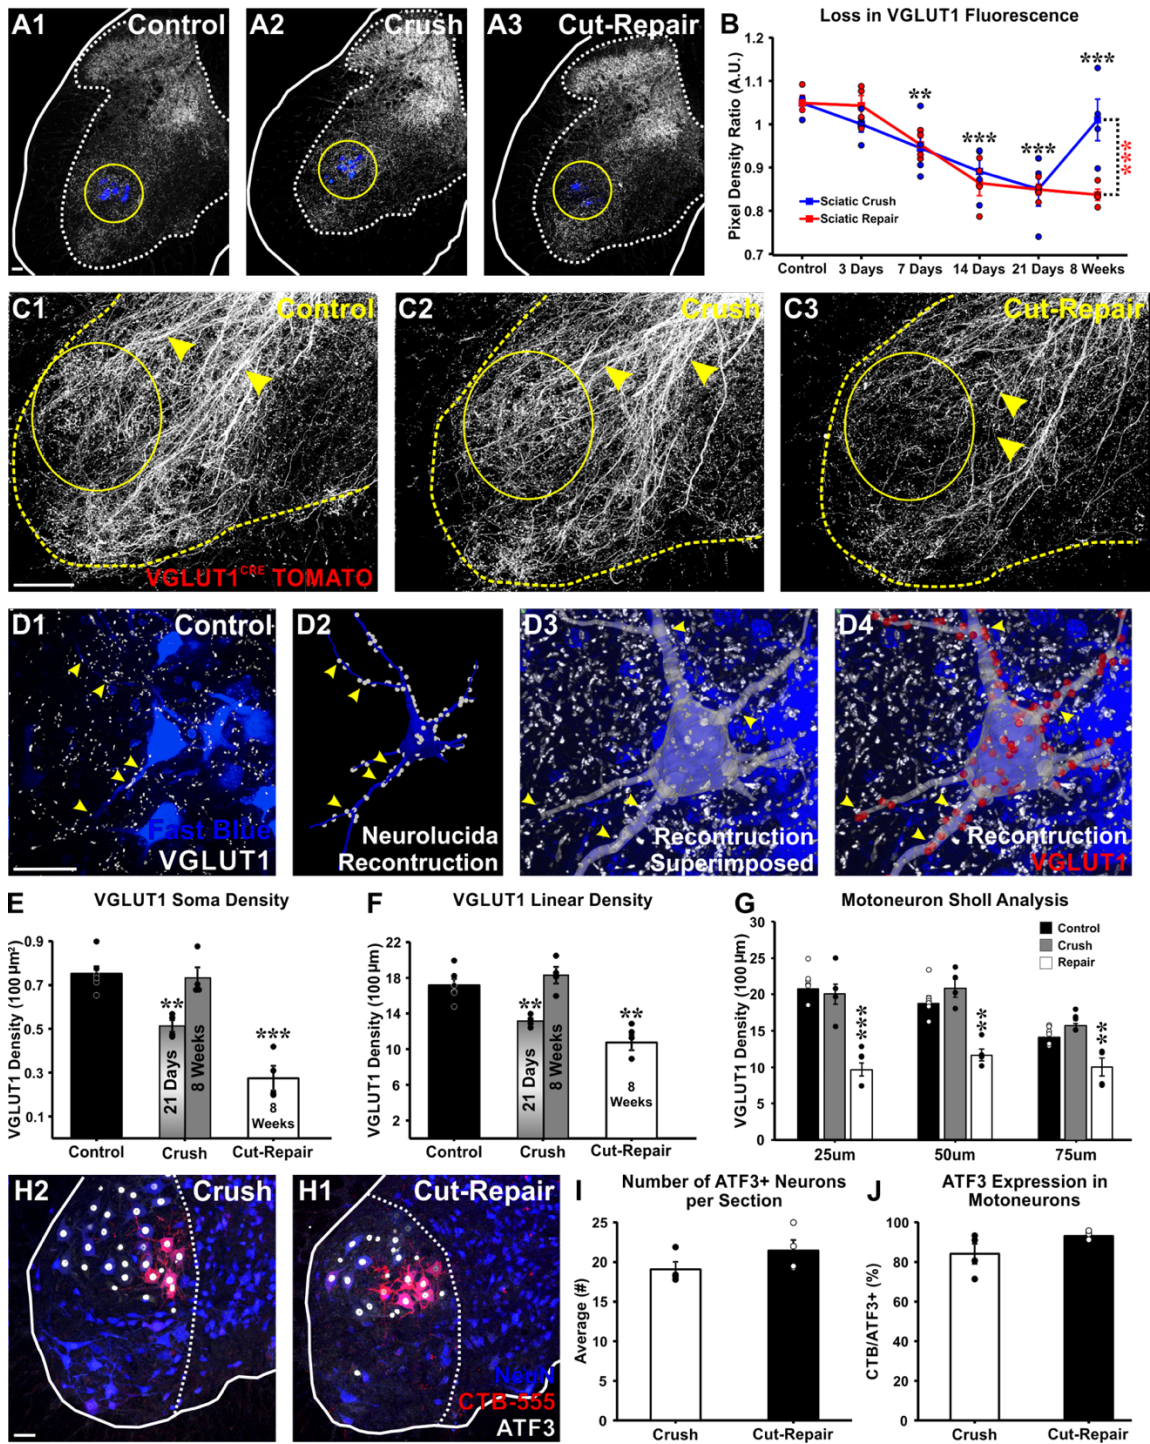 A1 Control
A2 Crush
A3 Cut-Repair
B
Loss in VGLUT1 Fluorescence
Pixel Density Ratio (A.U.)
1.2
1.1
1.0
0.9
0.8
0.7
**
***
***
***
***
Sciatic Crush
Sciatic Repair
Control 3 Days 7 Days 14 Days 21 Days 8 Weeks
C1 Control
VGLUT1CRE TOMATO
C2 Crush
C3 Cut-Repair
D1 Control
Fast Blue
VGLUT1
D2
Neurolucida
Recontruction
D3
Recontruction
Superimposed
D4
Recontruction
VGLUT1
E
VGLUT1 Soma Density
VGLUT1 Density (100 µm²)
0.9
0.7
0.5
0.3
0.1
**
***
21 Days
8 Weeks
8
Weeks
Control Crush Cut-Repair
F
VGLUT1 Linear Density
VGLUT1 Density (100 µm)
22
18
14
10
6
2
**
**
21 Days
8 Weeks
8
Weeks
Control Crush Cut-Repair
G
Motoneuron Sholl Analysis
VGLUT1 Density (100 µm)
30
25
20
15
10
5
0
Control
Crush
Repair
***
**
**
25um 50um 75um
H2 Crush
H1 Cut-Repair
NeuN
CTB-555
ATF3
I
Number of ATF3+ Neurons
per Section
Average (#)
25
20
15
10
5
0
Crush Cut-Repair
J
ATF3 Expression in
Motoneurons
CTB/ATF3+ (%)
100
80
60
40
20
0
Crush Cut-Repair